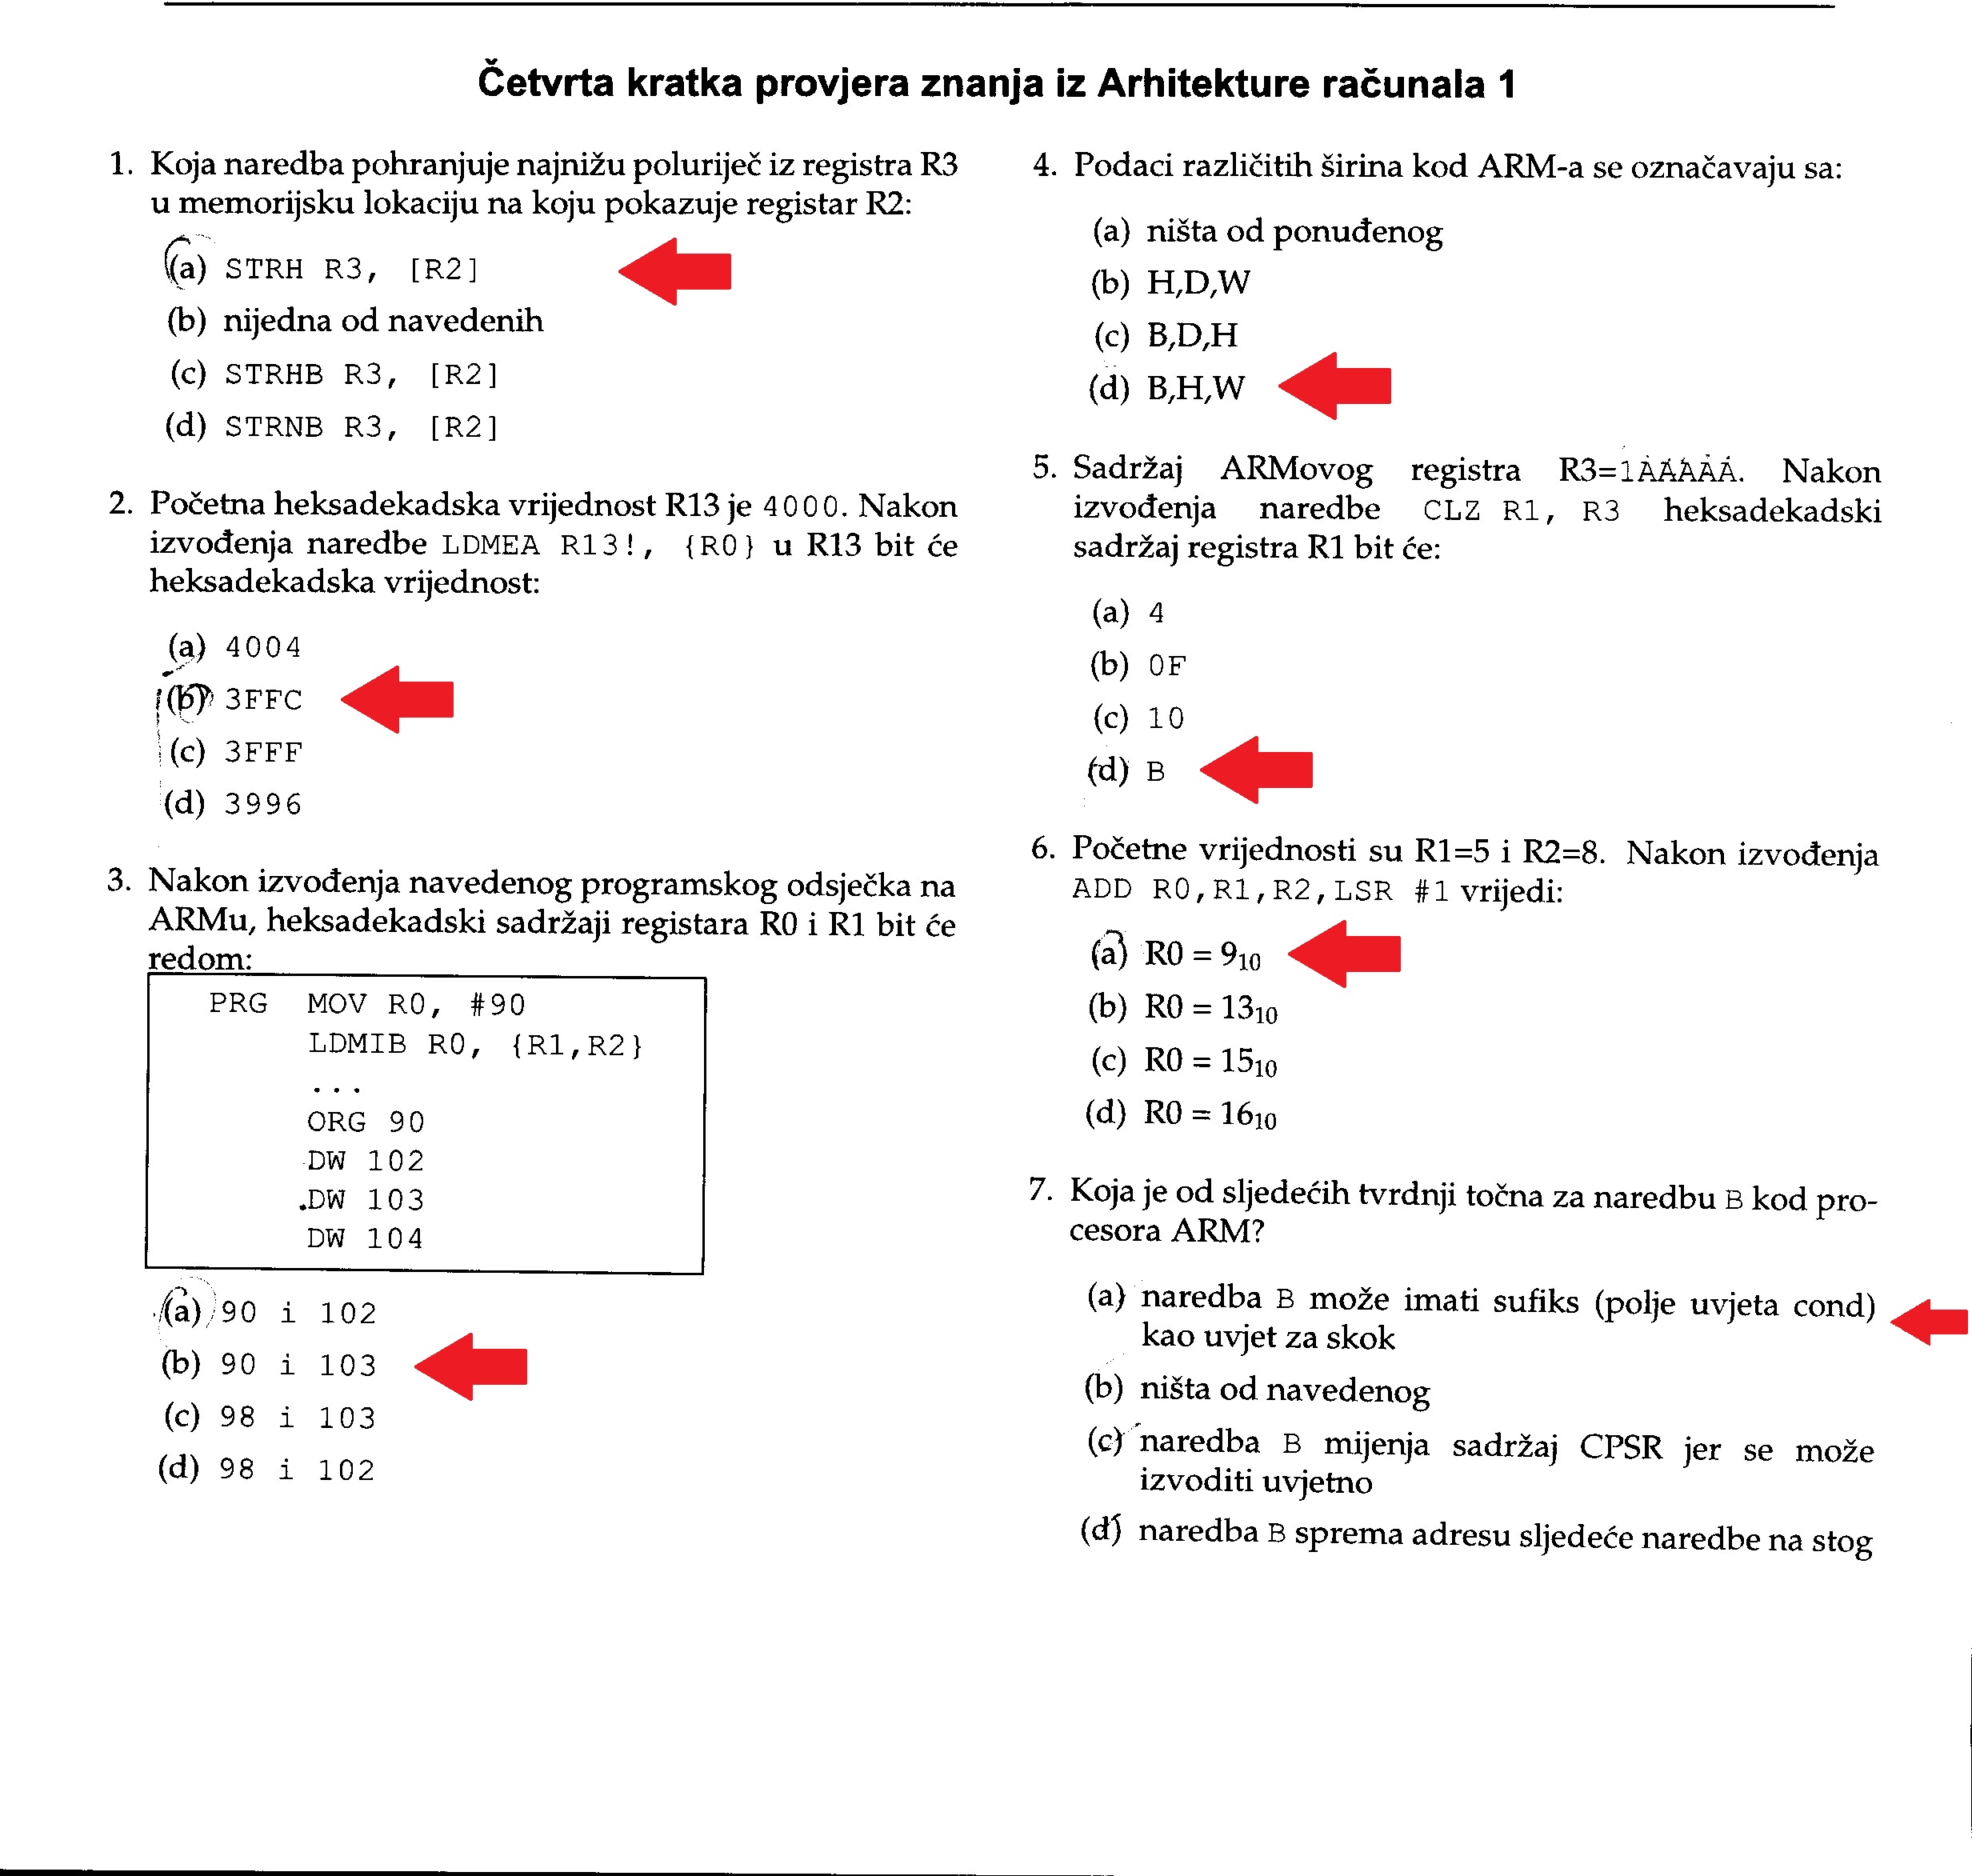 Četvrta kratka provjera znanja iz Arhitekture računala 1
1. Koja naredba pohranjuje najnižu poluriječ iz registra R3
u memorijsku lokaciju na koju pokazuje registar R2:
(a) STRH R3, [R2]
(b) nijedna od navedenih
(c) STRHB R3, [R2]
(d) STRNB R3, [R2]
2. Početna heksadekadska vrijednost R13 je 4000. Nakon
izvođenja naredbe LDMEA R13!, {R0} u R13 bit će
heksadekadska vrijednost:
(a) 4004
(b) 3FFC
(c) 3FFF
(d) 3996
3. Nakon izvođenja navedenog programskog odsječka na
ARMu, heksadekadski sadržaji registara R0 i R1 bit će
redom:
PRG MOV R0, #90
LDMIB R0, {R1,R2}
...
ORG 90
DW 102
DW 103
DW 104
(a) 90 i 102
(b) 90 i 103
(c) 98 i 103
(d) 98 i 102
4. Podaci različitih širina kod ARM-a se označavaju sa:
(a) ništa od ponuđenog
(b) H,D,W
(c) B,D,H
(d) B,H,W
5. Sadržaj ARMovog registra R3=1AAAAA. Nakon
izvođenja naredbe CLZ R1, R3 heksadekadski
sadržaj registra R1 bit će:
(a) 4
(b) 0F
(c) 10
(d) B
6. Početne vrijednosti su R1=5 i R2=8. Nakon izvođenja
ADD R0,R1,R2,LSR #1 vrijedi:
(a) R0 = 9₁₀
(b) R0 = 13₁₀
(c) R0 = 15₁₀
(d) R0 = 16₁₀
7. Koja je od sljedećih tvrdnji točna za naredbu B kod pro-
cesora ARM?
(a) naredba B može imati sufiks (polje uvjeta cond)
kao uvjet za skok
(b) ništa od navedenog
(c) naredba B mijenja sadržaj CPSR jer se može
izvoditi uvjetno
(d) naredba B sprema adresu sljedeće naredbe na stog